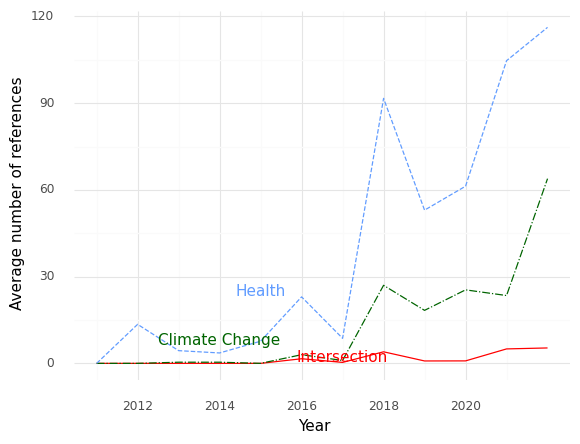 120
90
60
30
0
Average number of references
Health
Climate Change
Intersection
2012
2014
2016
2018
2020
Year